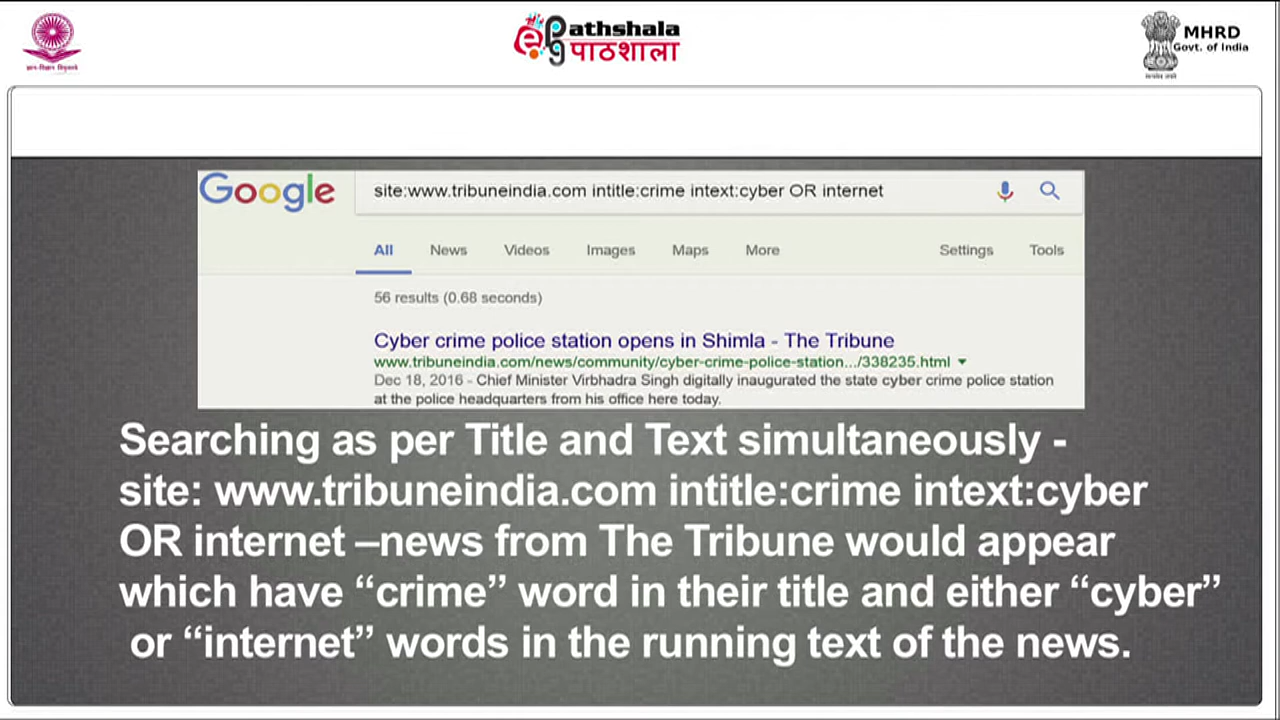 Pathshala
पाठशाला
MHRD
Govt. of India
Google
site:www.tribuneindia.com intitle:crime intext:cyber OR internet
All News Videos Images Maps More Settings Tools
56 results (0.68 seconds)
Cyber crime police station opens in Shimla - The Tribune
www.tribuneindia.com/news/community/cyber-crime-police-station.../338235.html
Dec 18, 2016 - Chief Minister Virbhadra Singh digitally inaugurated the state cyber crime police station
at the police headquarters from his office here today.
Searching as per Title and Text simultaneously -
site: www.tribuneindia.com intitle:crime intext:cyber
OR internet –news from The Tribune would appear
which have “crime” word in their title and either “cyber”
or “internet” words in the running text of the news.